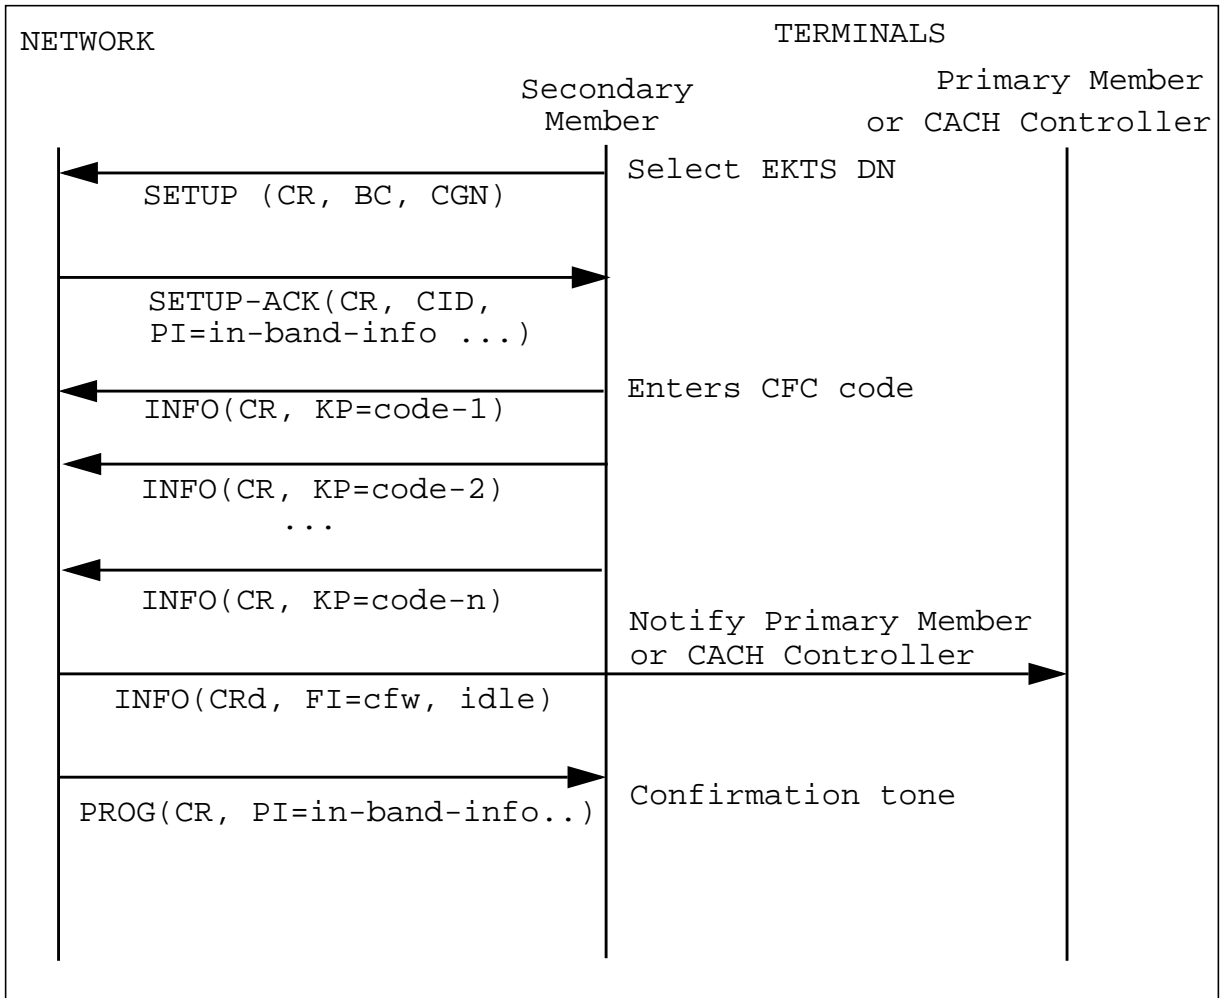 NETWORK
TERMINALS
Secondary
Member
Primary Member
or CACH Controller
Select EKTS DN
SETUP (CR, BC, CGN)
SETUP-ACK(CR, CID,
PI=in-band-info ...)
Enters CFC code
INFO(CR, KP=code-1)
INFO(CR, KP=code-2)
...
INFO(CR, KP=code-n)
Notify Primary Member
or CACH Controller
INFO(CRd, FI=cfw, idle)
Confirmation tone
PROG(CR, PI=in-band-info..)